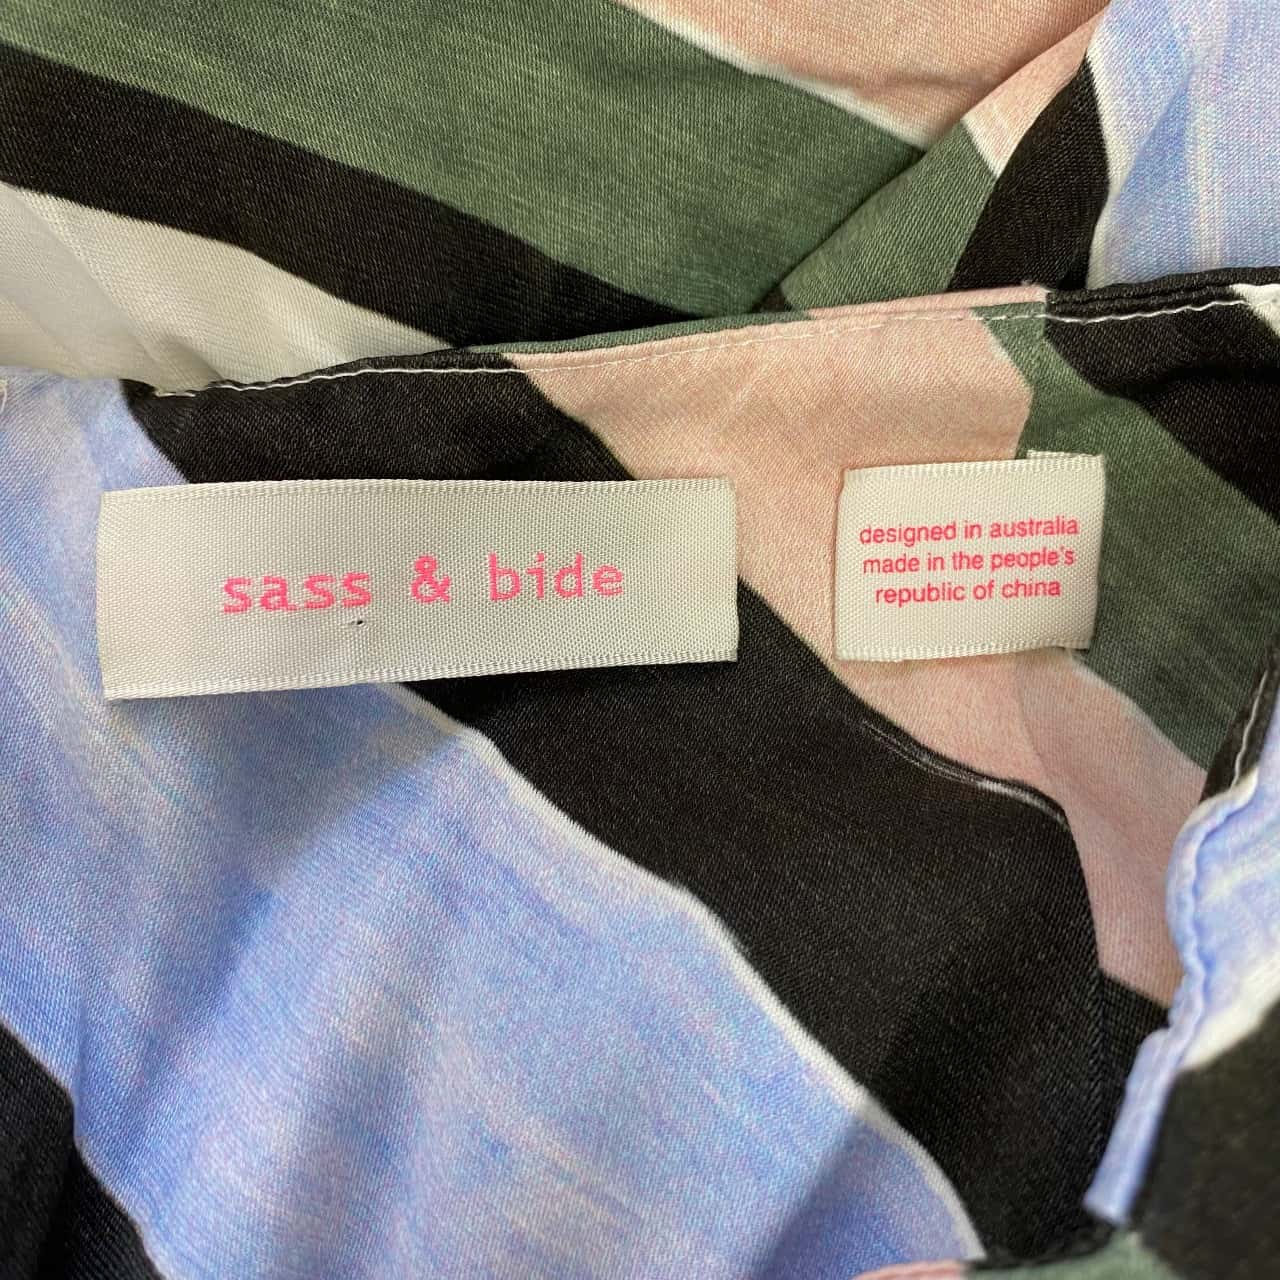 sass & bide
designed in australia
made in the people's
republic of china